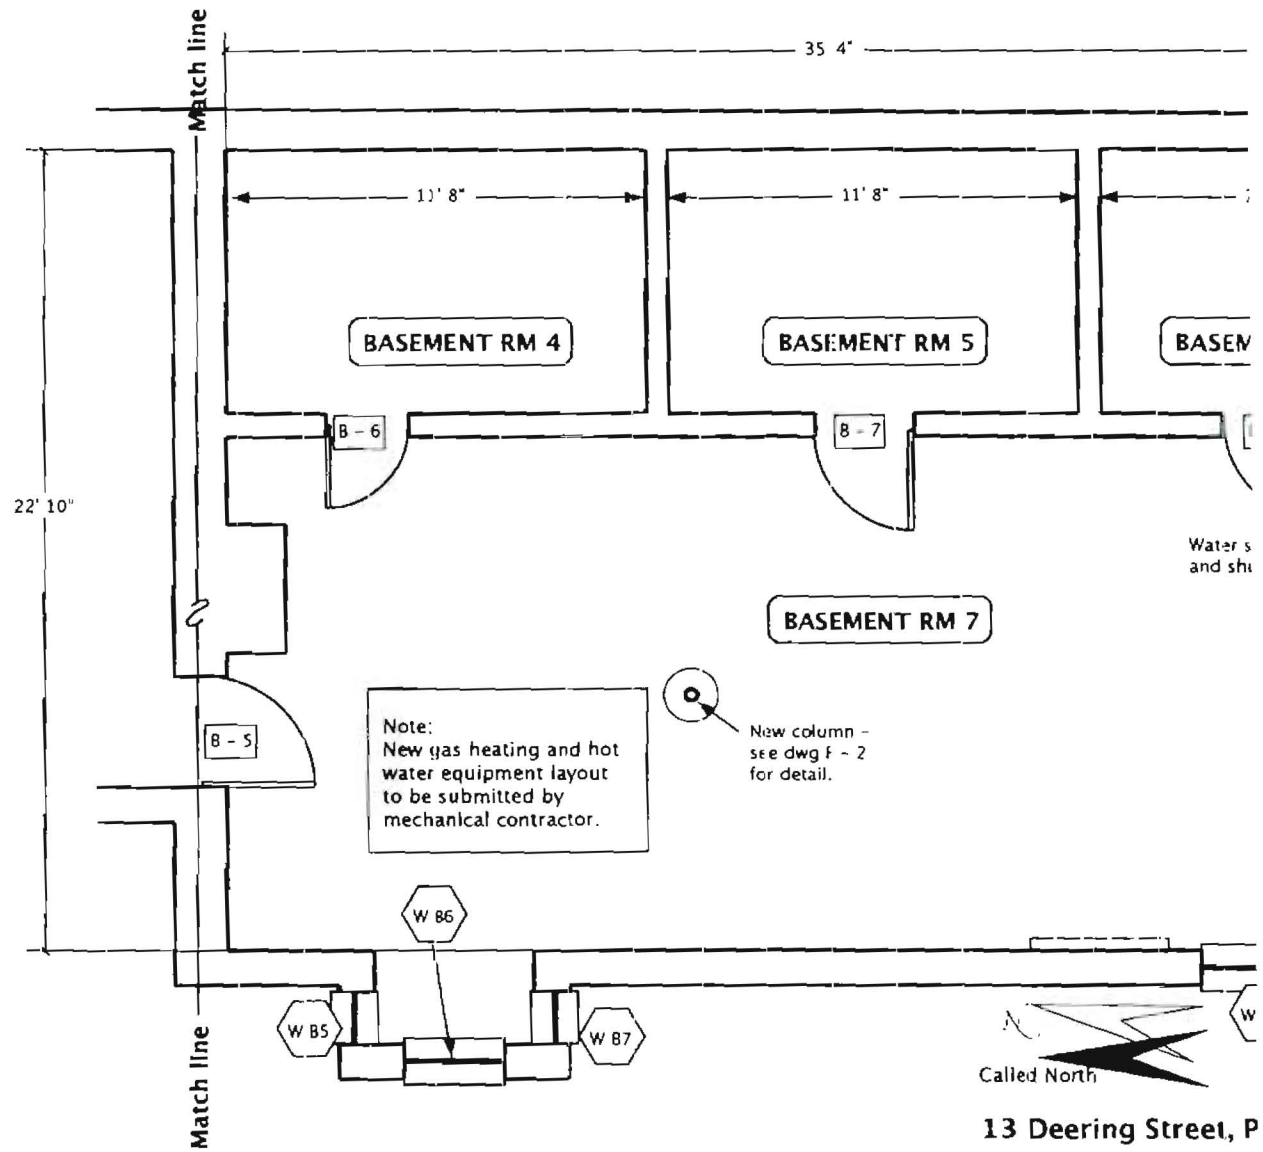 Match line
35 4"
11' 8"
11' 8"
BASEMENT RM 4
BASEMENT RM 5
BASEM
B - 6
B - 7
22' 10"
Water s
and sh
BASEMENT RM 7
B - 5
Note:
New gas heating and hot
water equipment layout
to be submitted by
mechanical contractor.
New column -
see dwg F - 2
for detail.
W B6
W B5
W B7
W
N
Called North
Match line
13 Deering Street, P